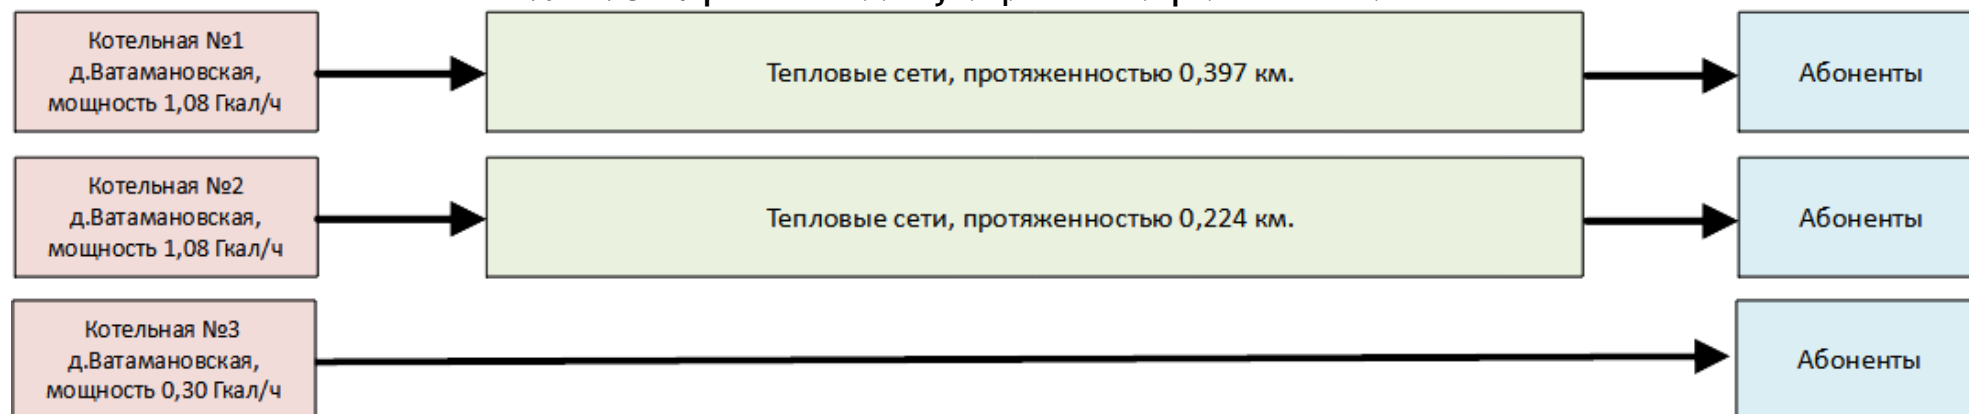 Котельная №1
д.Ватамановская,
мощность 1,08 Гкал/ч
Тепловые сети, протяженностью 0,397 км.
Абоненты
Котельная №2
д.Ватамановская,
мощность 1,08 Гкал/ч
Тепловые сети, протяженностью 0,224 км.
Абоненты
Котельная №3
д.Ватамановская,
мощность 0,30 Гкал/ч
Абоненты